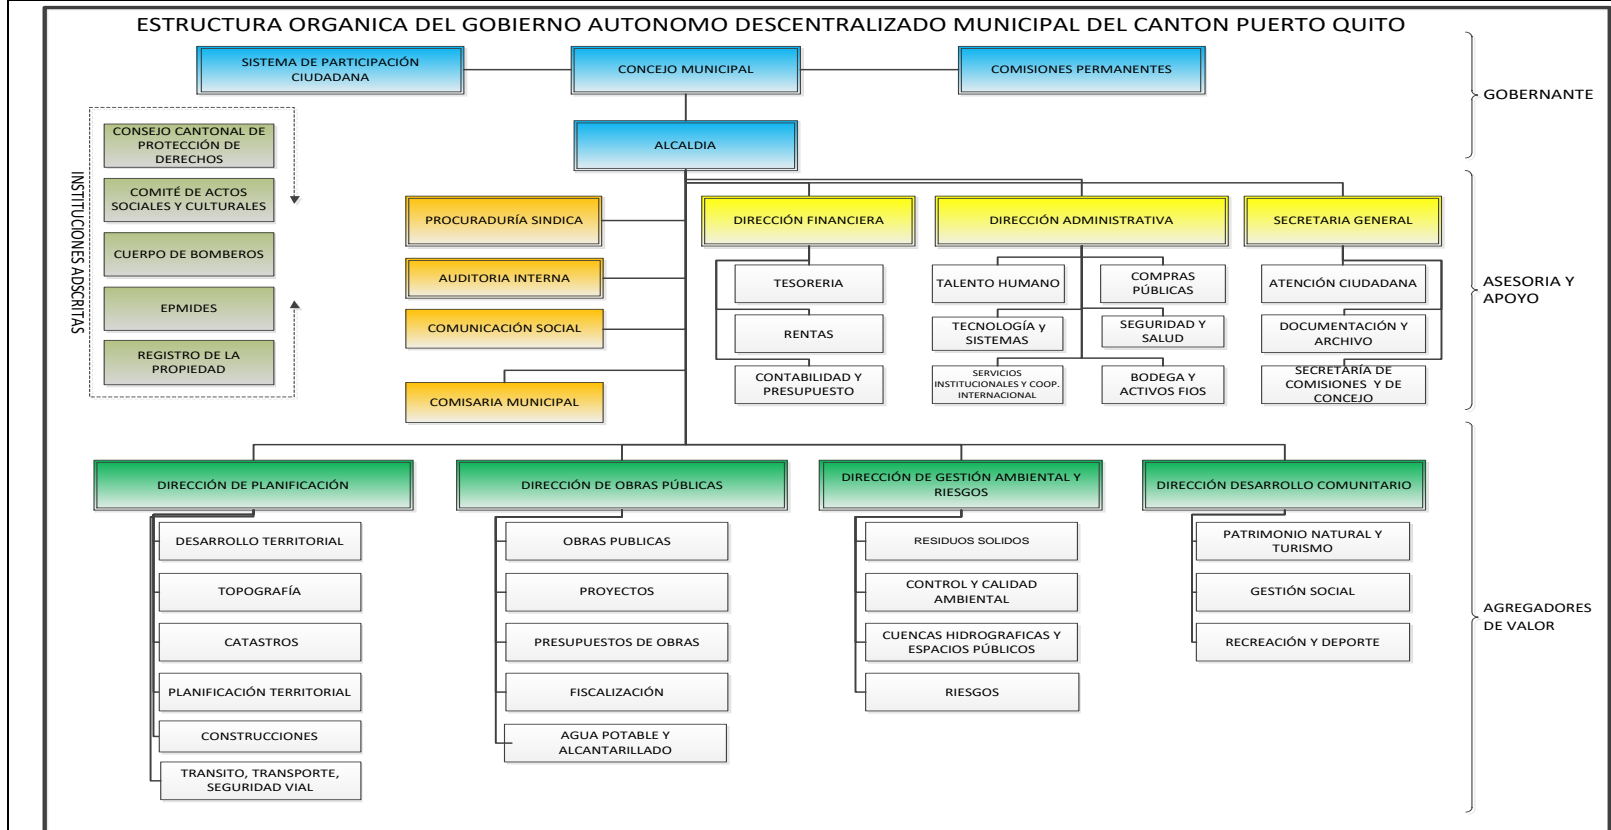 ESTRUCTURA ORGANICA DEL GOBIERNO AUTONOMO DESCENTRALIZADO MUNICIPAL DEL CANTON PUERTO QUITO
SISTEMA DE PARTICIPACIÓN
CIUDADANA
CONCEJO MUNICIPAL
COMISIONES PERMANENTES
GOBERNANTE
ALCALDIA
INSTITUCIONES ADSCRITAS
CONSEJO CANTONAL DE
PROTECCIÓN DE
DERECHOS
COMITÉ DE ACTOS
SOCIALES Y CULTURALES
CUERPO DE BOMBEROS
EPMIDES
REGISTRO DE LA
PROPIEDAD
PROCURADURÍA SINDICA
AUDITORIA INTERNA
COMUNICACIÓN SOCIAL
COMISARIA MUNICIPAL
DIRECCIÓN FINANCIERA
TESORERIA
RENTAS
CONTABILIDAD Y
PRESUPUESTO
DIRECCIÓN ADMINISTRATIVA
TALENTO HUMANO
COMPRAS
PÚBLICAS
TECNOLOGÍA y
SISTEMAS
SEGURIDAD Y
SALUD
SERVICIOS
INSTITUCIONALES Y COOP.
INTERNACIONAL
BODEGA Y
ACTIVOS FIOS
SECRETARIA GENERAL
ATENCIÓN CIUDADANA
DOCUMENTACIÓN Y
ARCHIVO
SECRETARÍA DE
COMISIONES Y DE
CONCEJO
ASESORIA Y
APOYO
DIRECCIÓN DE PLANIFICACIÓN
DESARROLLO TERRITORIAL
TOPOGRAFÍA
CATASTROS
PLANIFICACIÓN TERRITORIAL
CONSTRUCCIONES
TRANSITO, TRANSPORTE,
SEGURIDAD VIAL
DIRECCIÓN DE OBRAS PÚBLICAS
OBRAS PUBLICAS
PROYECTOS
PRESUPUESTOS DE OBRAS
FISCALIZACIÓN
AGUA POTABLE Y
ALCANTARILLADO
DIRECCIÓN DE GESTIÓN AMBIENTAL Y
RIESGOS
RESIDUOS SOLIDOS
CONTROL Y CALIDAD
AMBIENTAL
CUENCAS HIDROGRAFICAS Y
ESPACIOS PÚBLICOS
RIESGOS
DIRECCIÓN DESARROLLO COMUNITARIO
PATRIMONIO NATURAL Y
TURISMO
GESTIÓN SOCIAL
RECREACIÓN Y DEPORTE
AGREGADORES
DE VALOR